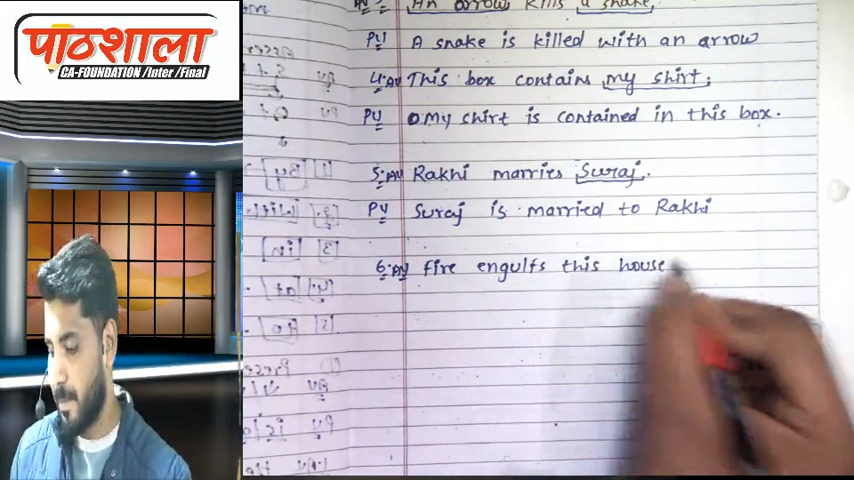 पाठशाला
CA-FOUNDATION /Inter /Final
An arrow kills a snake.
PV A snake is killed with an arrow
4. AV This box contains my shirt.
PV My shirt is contained in this box.
5. AV Rakhi marries Suraj.
PV Suraj is married to Rakhi
6. AV fire engulfs this house